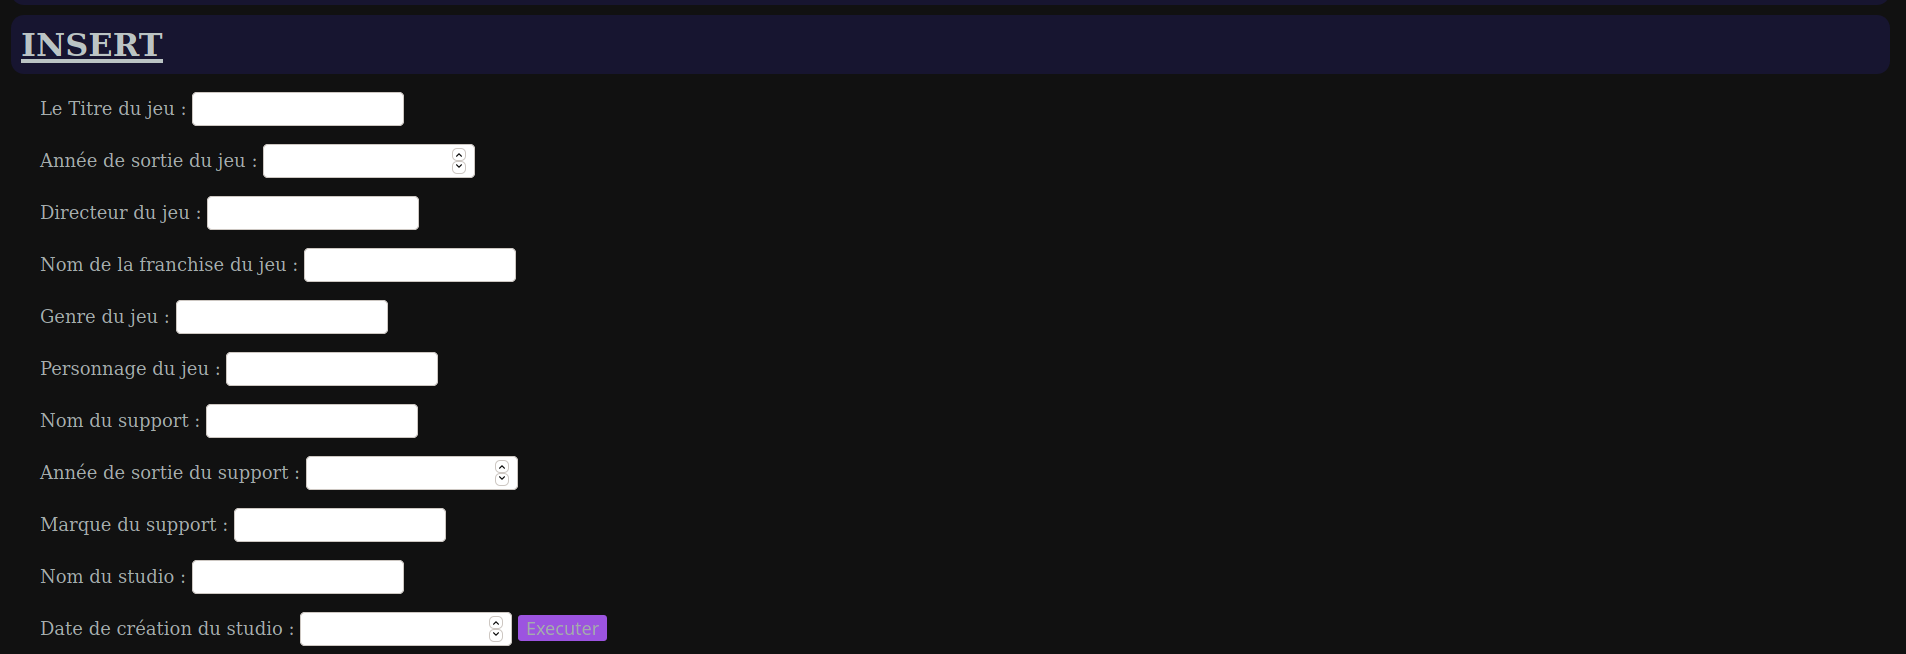 INSERT
Le Titre du jeu :
Année de sortie du jeu :
Directeur du jeu :
Nom de la franchise du jeu :
Genre du jeu :
Personnage du jeu :
Nom du support :
Année de sortie du support :
Marque du support :
Nom du studio :
Date de création du studio : Executer